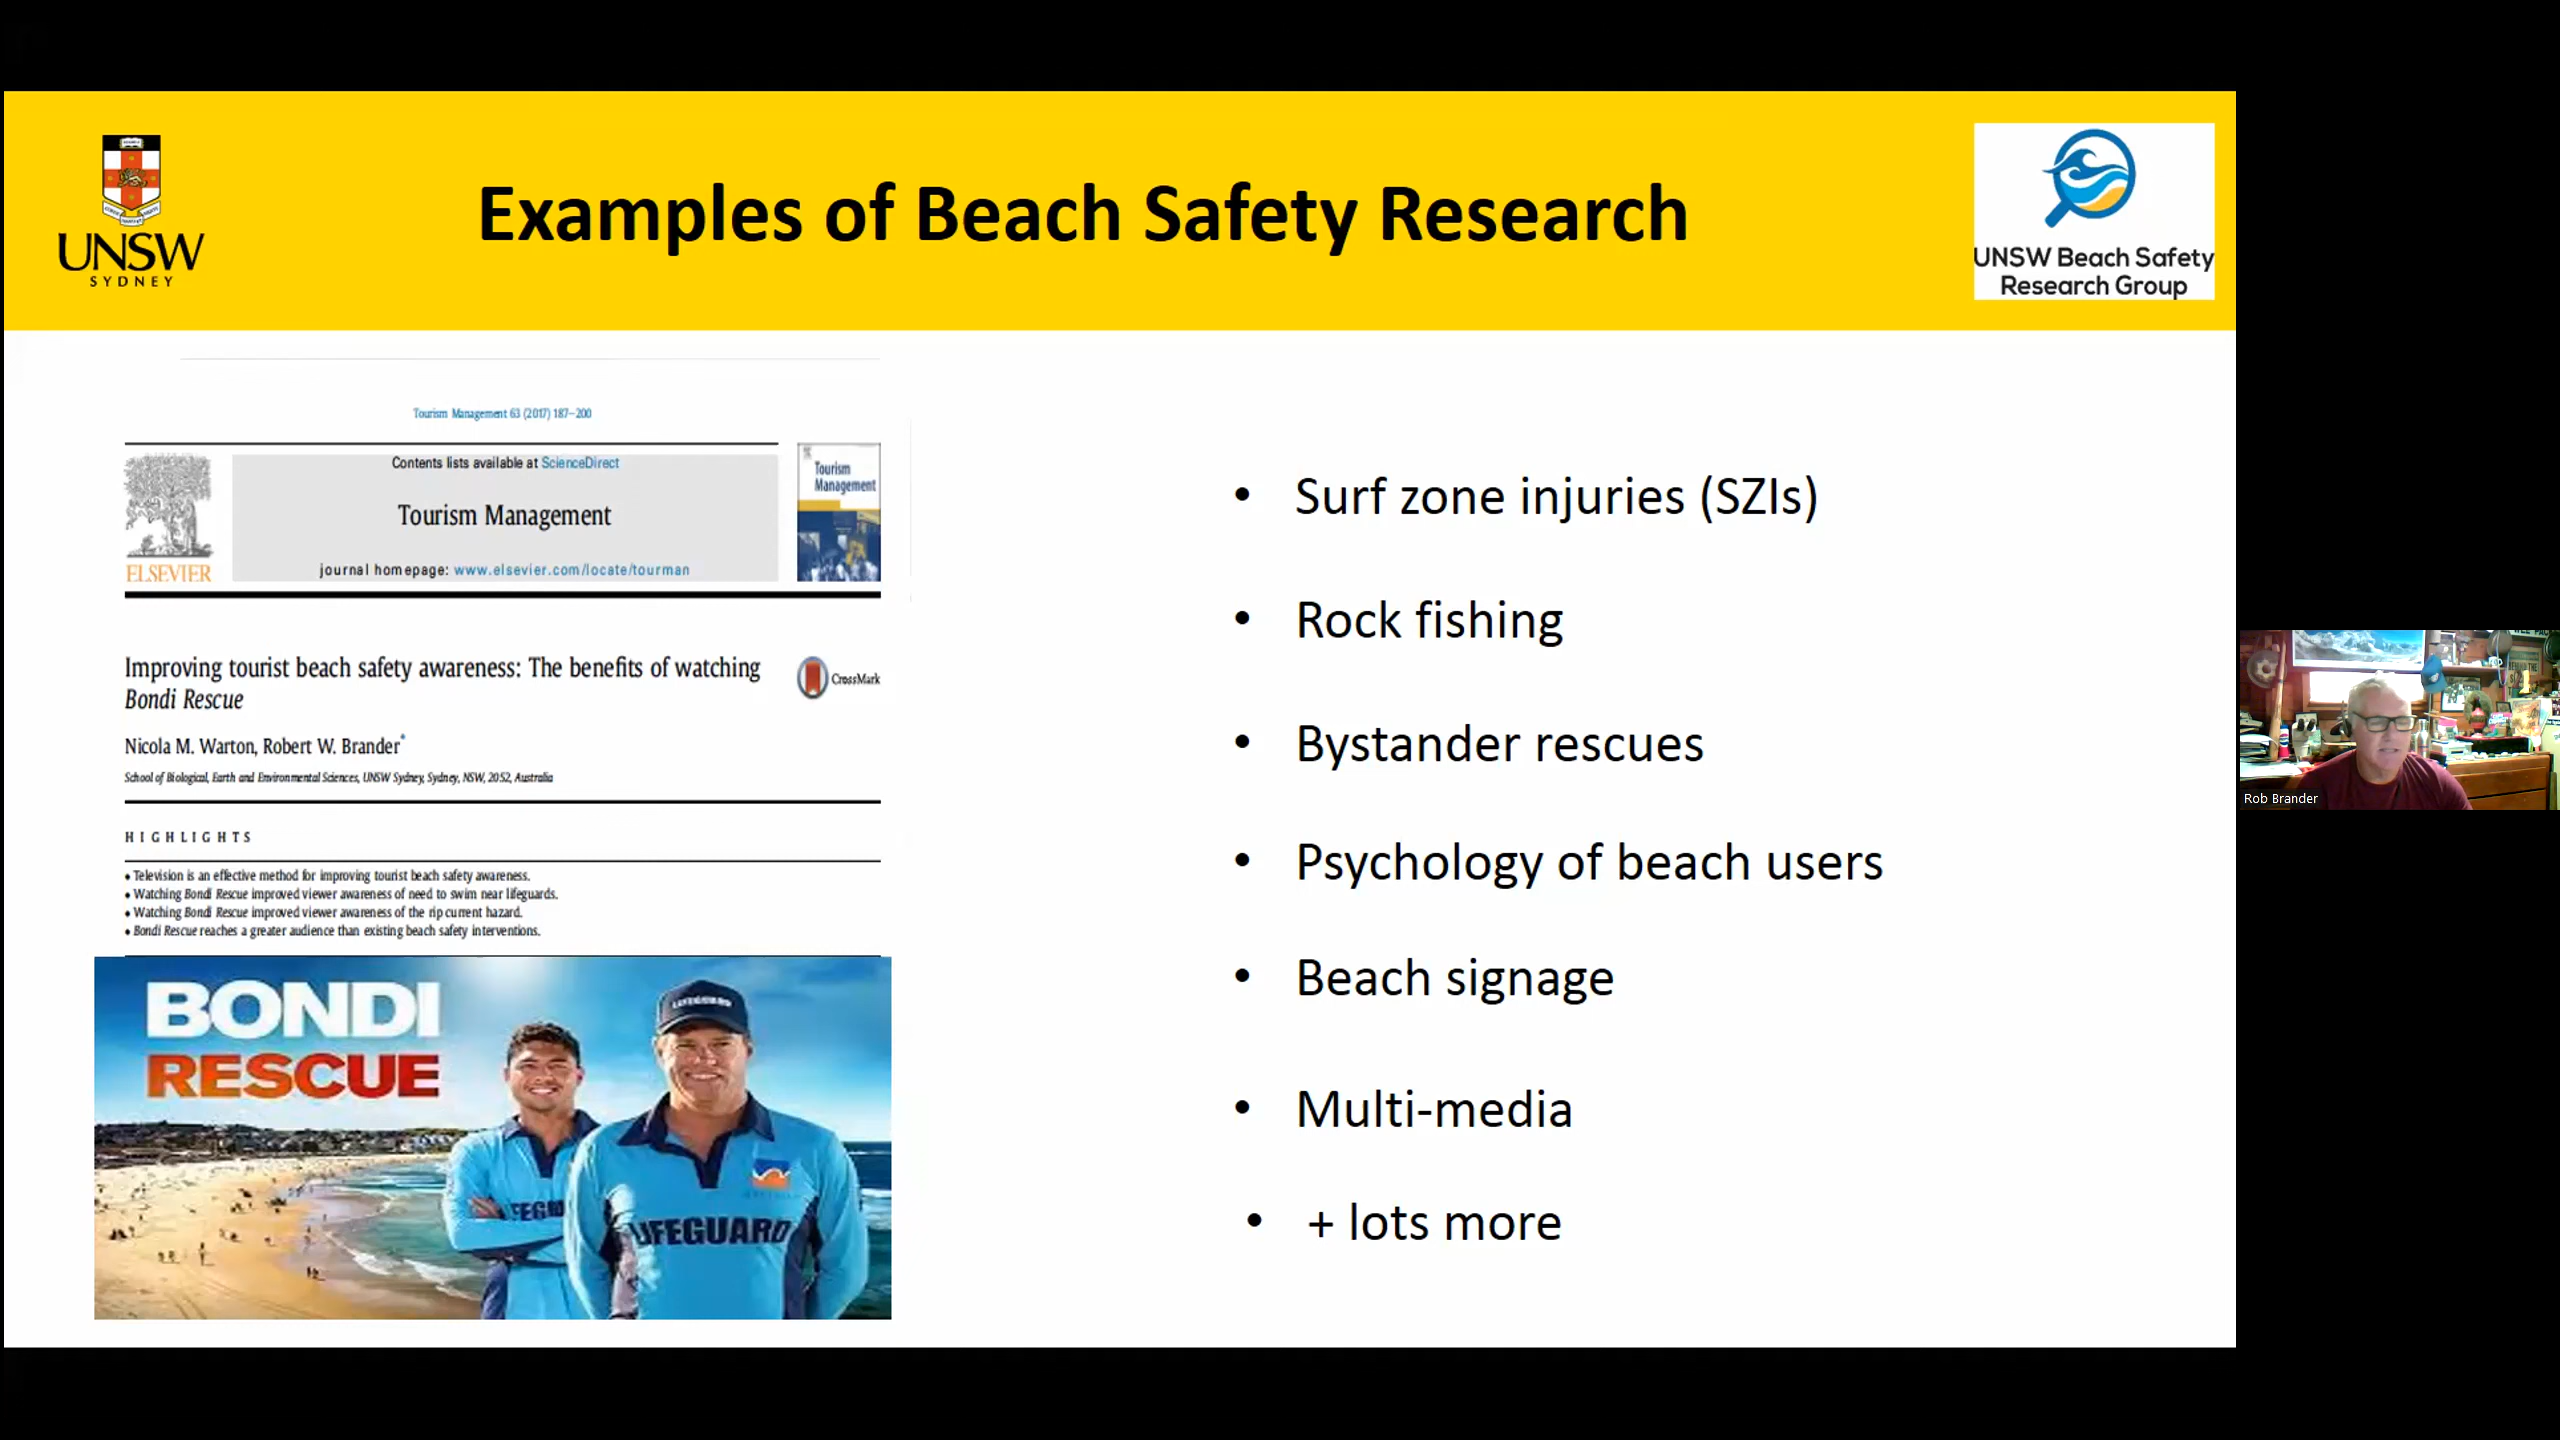 UNSW
SYDNEY
Examples of Beach Safety Research
UNSW Beach Safety
Research Group
Tourism Management 63 (2017) 187–200
Contents lists available at ScienceDirect
Tourism Management
journal homepage: www.elsevier.com/locate/tourman
ELSEVIER
Tourism
Management
Improving tourist beach safety awareness: The benefits of watching
Bondi Rescue
CrossMark
Nicola M. Warton, Robert W. Brander*
School of Biological, Earth and Environmental Sciences, UNSW Sydney, Sydney, NSW, 2052, Australia
HIGHLIGHTS
• Television is an effective method for improving tourist beach safety awareness.
• Watching Bondi Rescue improved viewer awareness of need to swim near lifeguards.
• Watching Bondi Rescue improved viewer awareness of the rip current hazard.
• Bondi Rescue reaches a greater audience than existing beach safety interventions.
BONDI
RESCUE
LIFEGUARD
LIFEGUARD
• Surf zone injuries (SZIs)
• Rock fishing
• Bystander rescues
• Psychology of beach users
• Beach signage
• Multi-media
• + lots more
Rob Brander